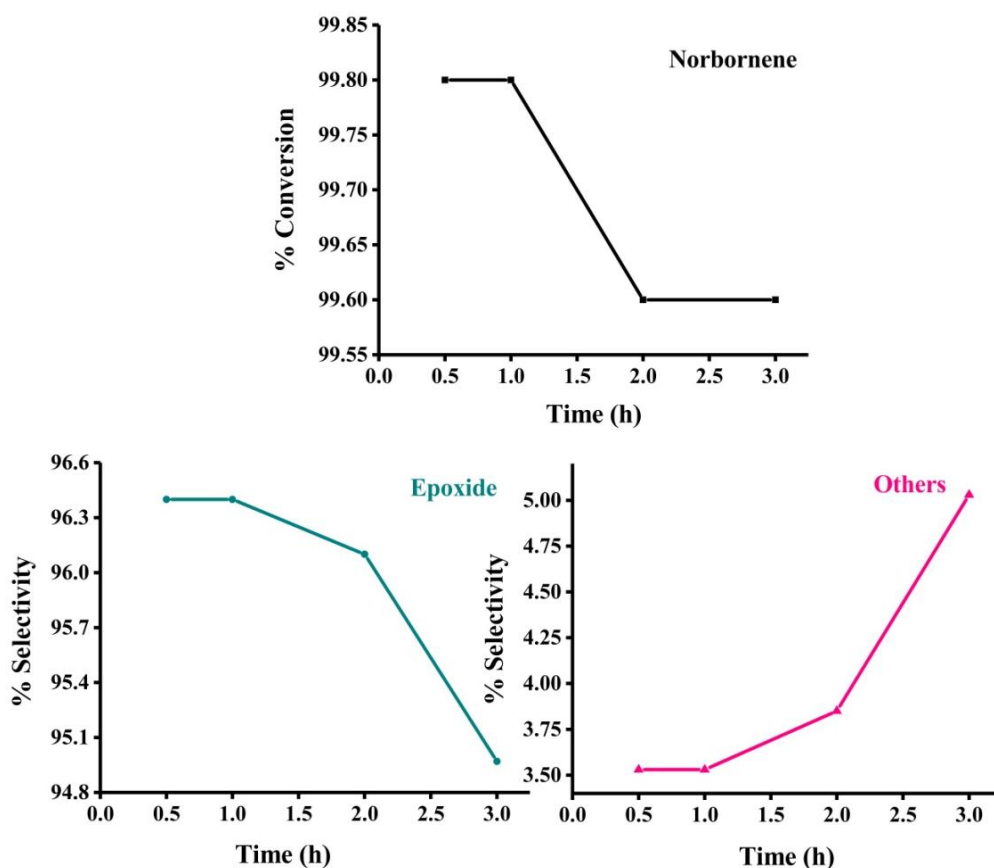 Norbornene
% Conversion
99.85
99.80
99.75
99.70
99.65
99.60
99.55
0.0 0.5 1.0 1.5 2.0 2.5 3.0
Time (h)
Epoxide
% Selectivity
96.6
96.3
96.0
95.7
95.4
95.1
94.8
0.0 0.5 1.0 1.5 2.0 2.5 3.0
Time (h)
Others
% Selectivity
5.00
4.75
4.50
4.25
4.00
3.75
3.50
0.0 0.5 1.0 1.5 2.0 2.5 3.0
Time (h)